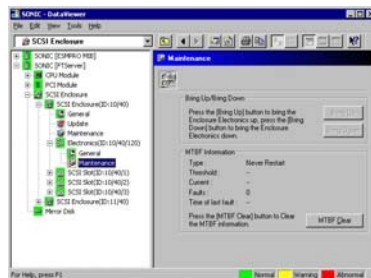 SONIC - DataViewer
File Edit View Tools Help
SCSI Enclosure
SONIC [ESMPRO MIB]
SONIC [FTServer]
CPU Module
PCI Module
SCSI Enclosure
SCSI Enclosure(ID:10/40)
General
Update
Maintenance
Electronics(ID:10/40/120)
General
Maintenance
SCSI Slot(ID:10/40/1)
SCSI Slot(ID:10/40/2)
SCSI Slot(ID:10/40/3)
SCSI Enclosure(ID:11/40)
Mirror Disk
Maintenance
Bring Up/Bring Down
Press the [Bring Up] button to bring the
Enclosure Electronics up, press the [Bring
Down] button to bring the Enclosure
Electronics down.
Bring Up
Bring Down
MTBF Information
Type : Never Restart
Threshold : -
Current : -
Faults : 0
Time of last fault : -
Press the [MTBF Clear] button to Clear
the MTBF information.
MTBF Clear
For Help, press F1
Normal Warning Abnormal